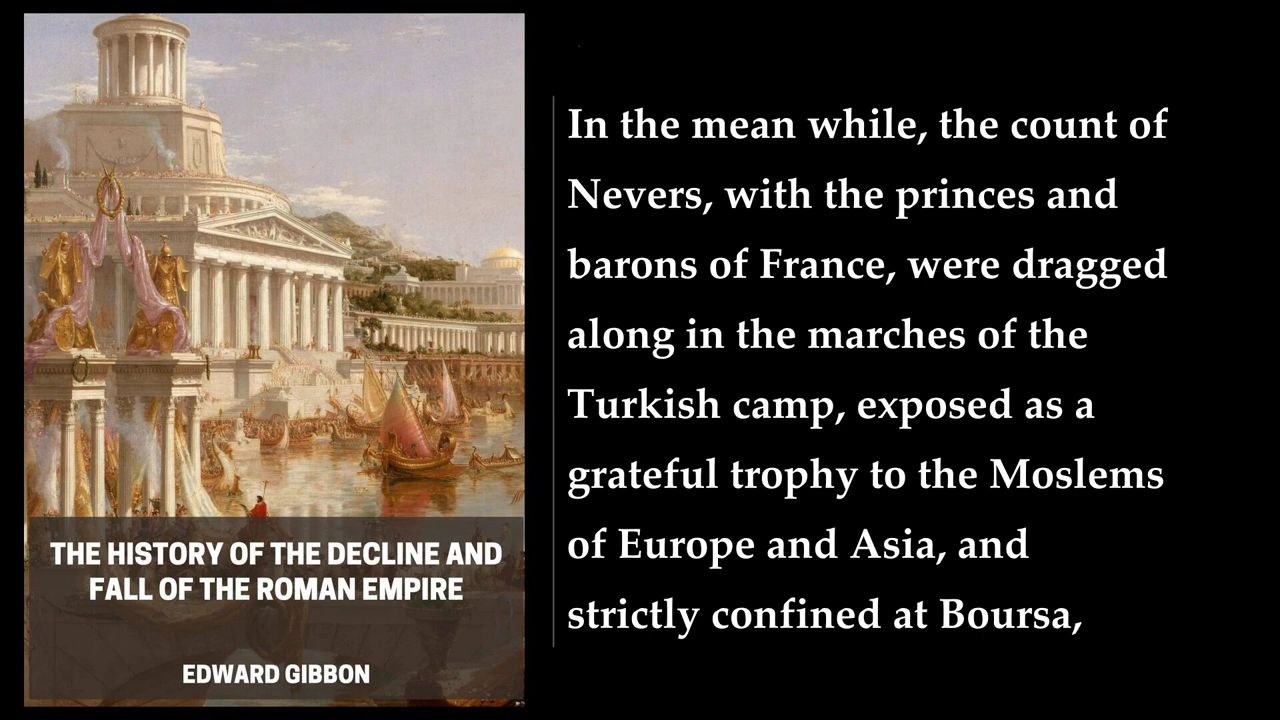 THE HISTORY OF THE DECLINE AND
FALL OF THE ROMAN EMPIRE
EDWARD GIBBON
In the mean while, the count of
Nevers, with the princes and
barons of France, were dragged
along in the marches of the
Turkish camp, exposed as a
grateful trophy to the Moslems
of Europe and Asia, and
strictly confined at Boursa,